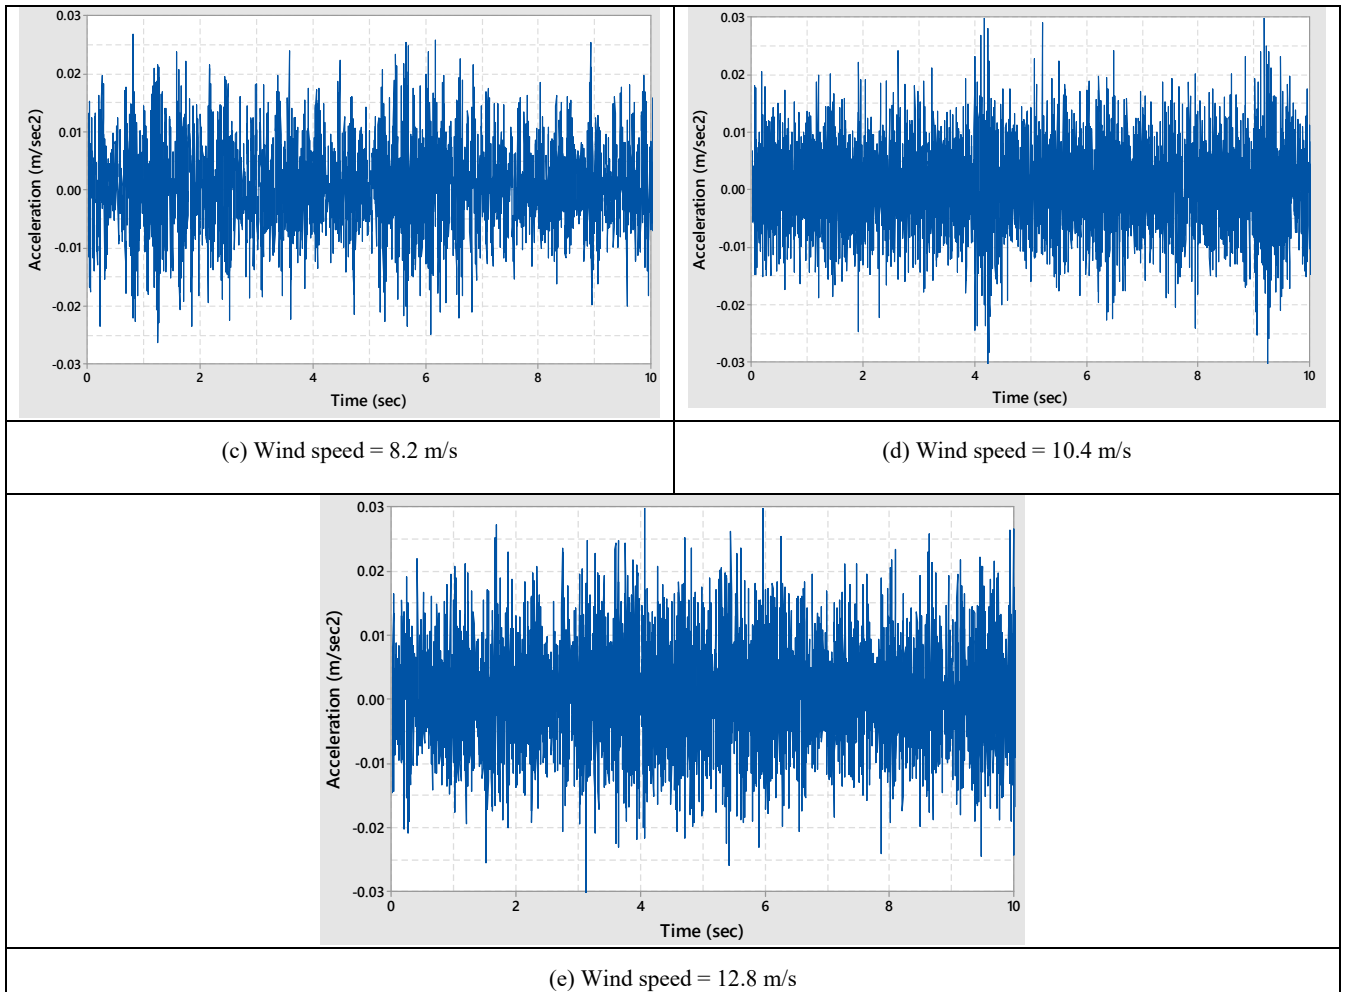 0.03
0.02
0.01
0.00
-0.01
-0.02
-0.03
Acceleration (m/sec2)
0 2 4 6 8 10
Time (sec)
0.03
0.02
0.01
0.00
-0.01
-0.02
-0.03
Acceleration (m/sec2)
0 2 4 6 8 10
Time (sec)
(c) Wind speed = 8.2 m/s
(d) Wind speed = 10.4 m/s
0.03
0.02
0.01
0.00
-0.01
-0.02
-0.03
Acceleration (m/sec2)
0 2 4 6 8 10
Time (sec)
(e) Wind speed = 12.8 m/s